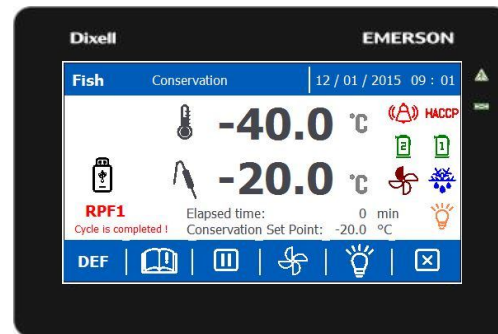 Dixell EMERSON
Fish Conservation 12 / 01 / 2015 09 : 01
-40.0 °C HACCP
2 1
-20.0 °C
RPF1 Elapsed time: 0 min
Cycle is completed ! Conservation Set Point: -20.0 °C
DEF